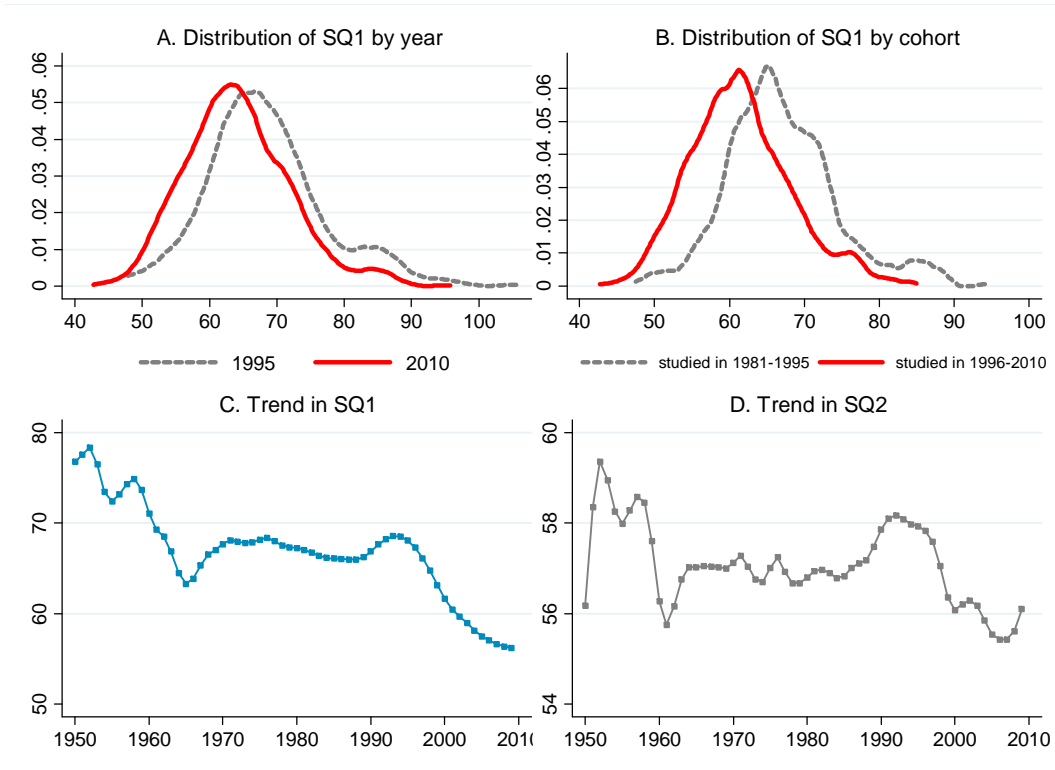 A. Distribution of SQ1 by year
.06
.05
.04
.03
.02
.01
0
40 50 60 70 80 90 100
1995 2010
B. Distribution of SQ1 by cohort
.06
.05
.04
.03
.02
.01
0
40 50 60 70 80 90 100
studied in 1981-1995 studied in 1996-2010
C. Trend in SQ1
80
70
60
50
1950 1960 1970 1980 1990 2000 2010
D. Trend in SQ2
60
58
56
54
1950 1960 1970 1980 1990 2000 2010